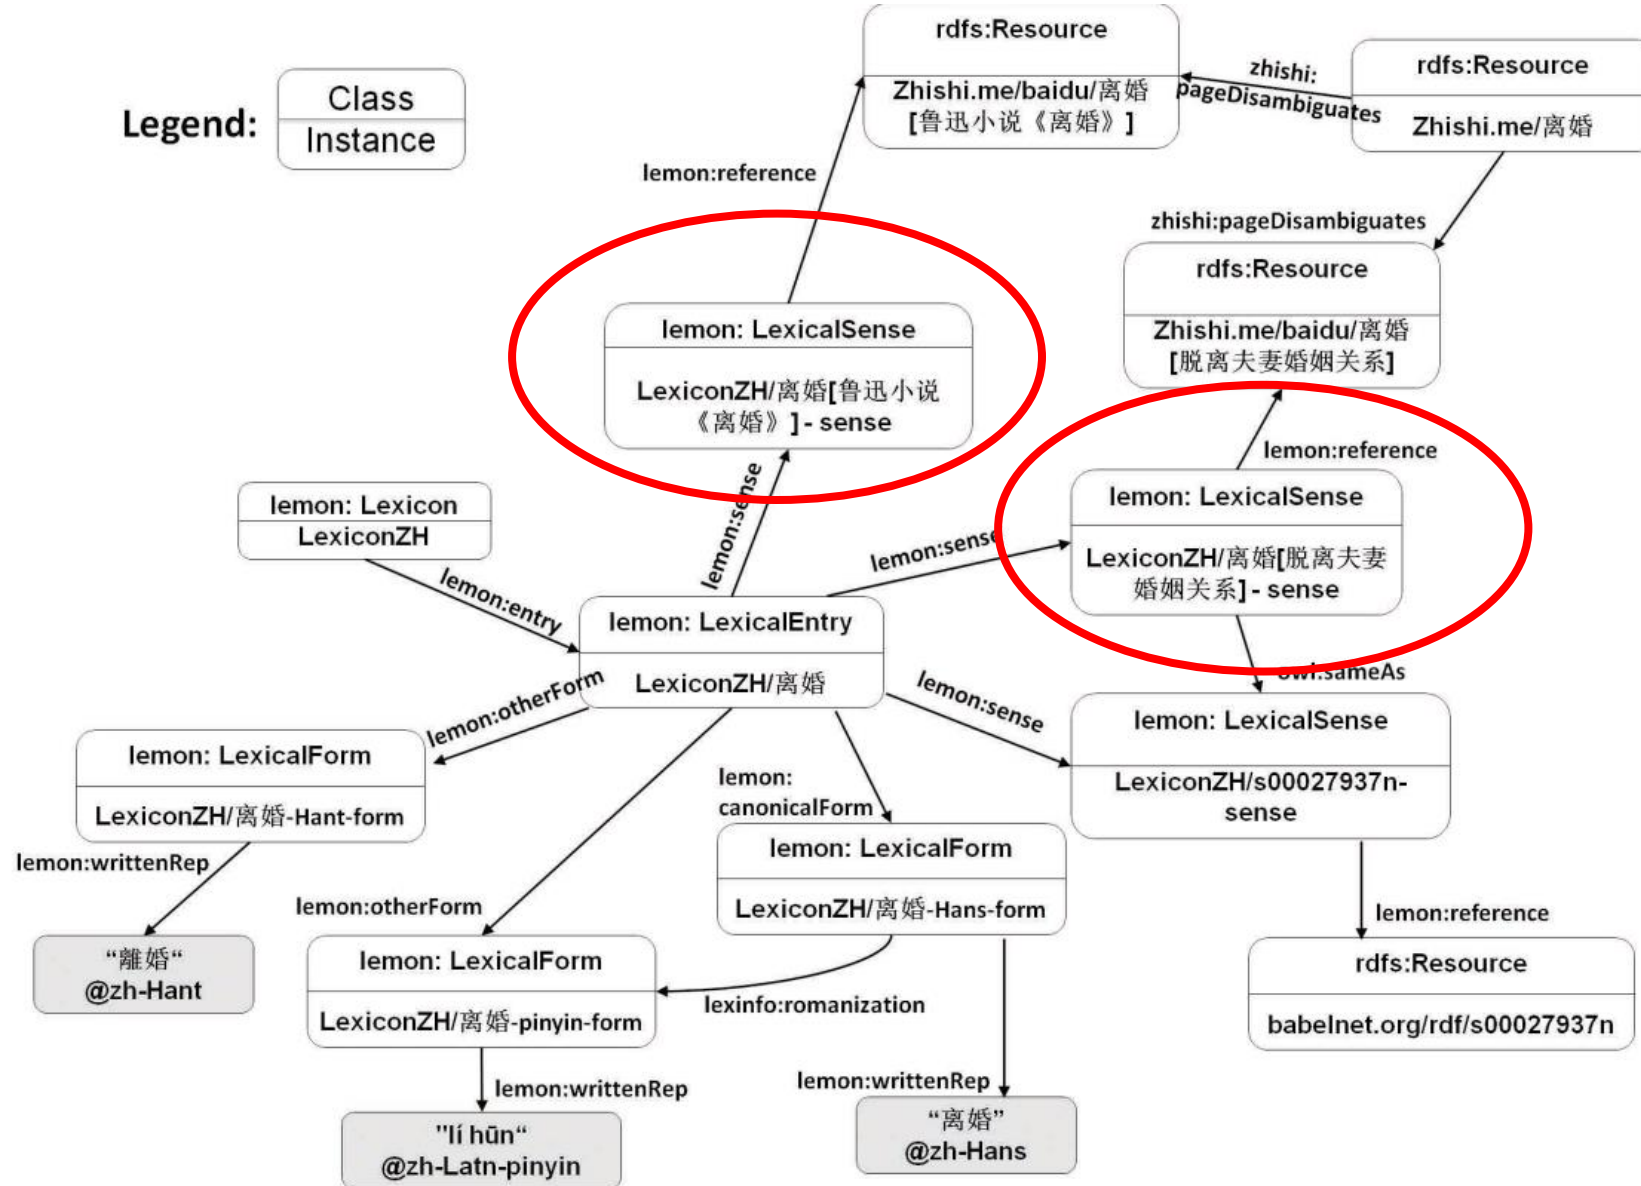 Legend:
Class
Instance
rdfs:Resource
Zhishi.me/baidu/离婚
[鲁迅小说《离婚》]
zhishi:
pageDisambiguates
rdfs:Resource
Zhishi.me/离婚
lemon:reference
zhishi:pageDisambiguates
rdfs:Resource
Zhishi.me/baidu/离婚
[脱离夫妻婚姻关系]
lemon: LexicalSense
LexiconZH/离婚[鲁迅小说
《离婚》]- sense
lemon:reference
lemon: LexicalSense
LexiconZH/离婚[脱离夫妻
婚姻关系]- sense
lemon:sense
lemon:sense
lemon: Lexicon
LexiconZH
lemon:entry
lemon: LexicalEntry
LexiconZH/离婚
owl:sameAs
lemon:sense
lemon:otherForm
lemon: LexicalSense
LexiconZH/s00027937n-
sense
lemon: LexicalForm
LexiconZH/离婚-Hant-form
lemon:
canonicalForm
lemon: LexicalForm
LexiconZH/离婚-Hans-form
lemon:writtenRep
lemon:otherForm
lemon:reference
“離婚“
@zh-Hant
lemon: LexicalForm
LexiconZH/离婚-pinyin-form
lexinfo:romanization
rdfs:Resource
babelnet.org/rdf/s00027937n
lemon:writtenRep
lemon:writtenRep
”lí hūn“
@zh-Latn-pinyin
“离婚”
@zh-Hans